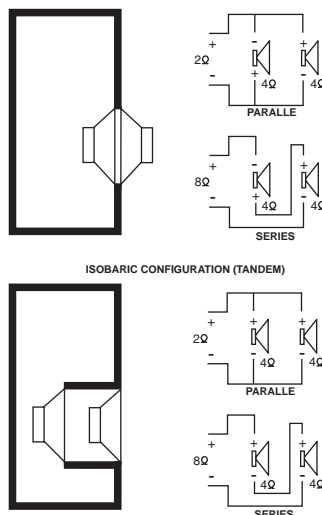 + - +
2Ω
- + -
4Ω 4Ω
PARALLE
+ - +
8Ω
- + -
4Ω 4Ω
SERIES
ISOBARIC CONFIGURATION (TANDEM)
+ + +
2Ω
- - -
4Ω 4Ω
PARALLE
+ + +
8Ω
- - -
4Ω 4Ω
SERIES